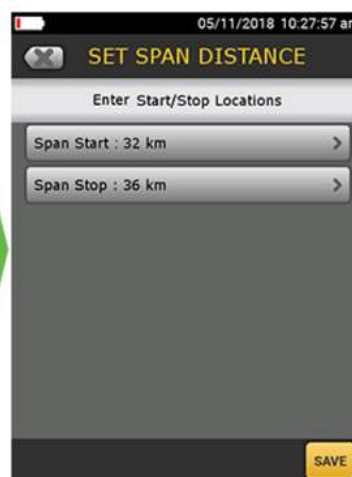 05/11/2018 10:27:57 am
SET SPAN DISTANCE
Enter Start/Stop Locations
Span Start : 32 km
Span Stop : 36 km
SAVE